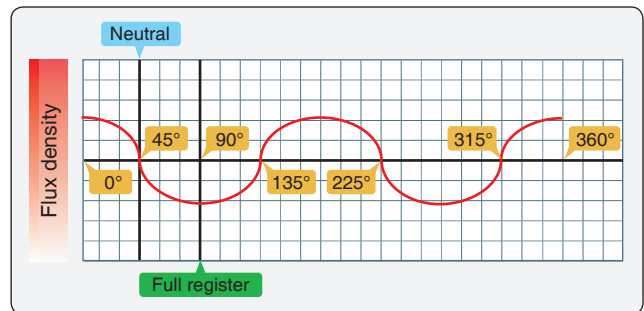 Neutral
Flux density
45° 90° 315° 360°
0° 135° 225°
Full register